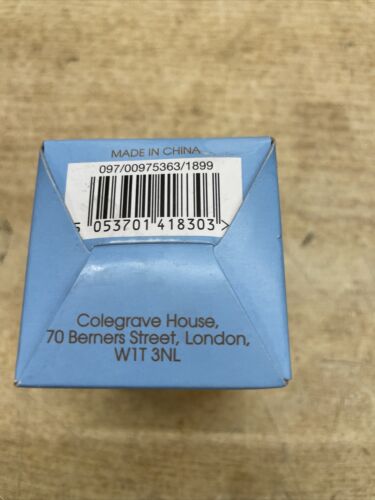 MADE IN CHINA
097/00975363/1899
5 053701 418303 >
Colegrave House,
70 Berners Street, London,
W1T 3NL